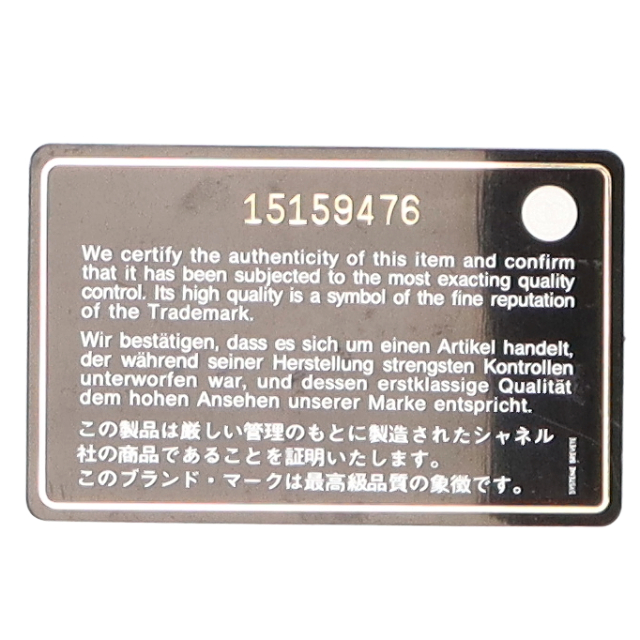 15159476
We certify the authenticity of this item and confirm
that it has been subjected to the most exacting quality
control. Its high quality is a symbol of the fine reputation
of the Trademark.
Wir bestätigen, dass es sich um einen Artikel handelt,
der während seiner Herstellung strengsten Kontrollen
unterworfen war, und dessen erstklassige Qualität
dem hohen Ansehen unserer Marke entspricht.
この製品は厳しい管理のもとに製造されたシャネル
社の商品であることを証明いたします。
このブランド・マークは最高級品質の象徴です。